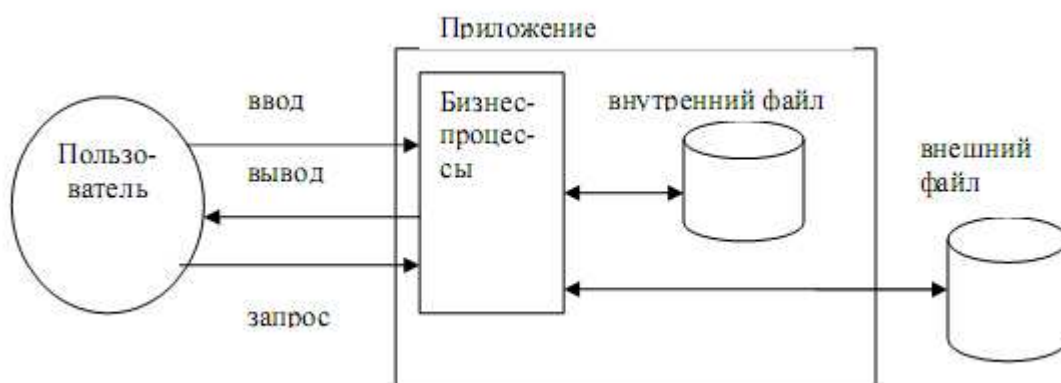 Приложение
ввод
Бизнес-
процес-
сы
внутренний файл
Пользо-
ватель
вывод
внешний
файл
запрос